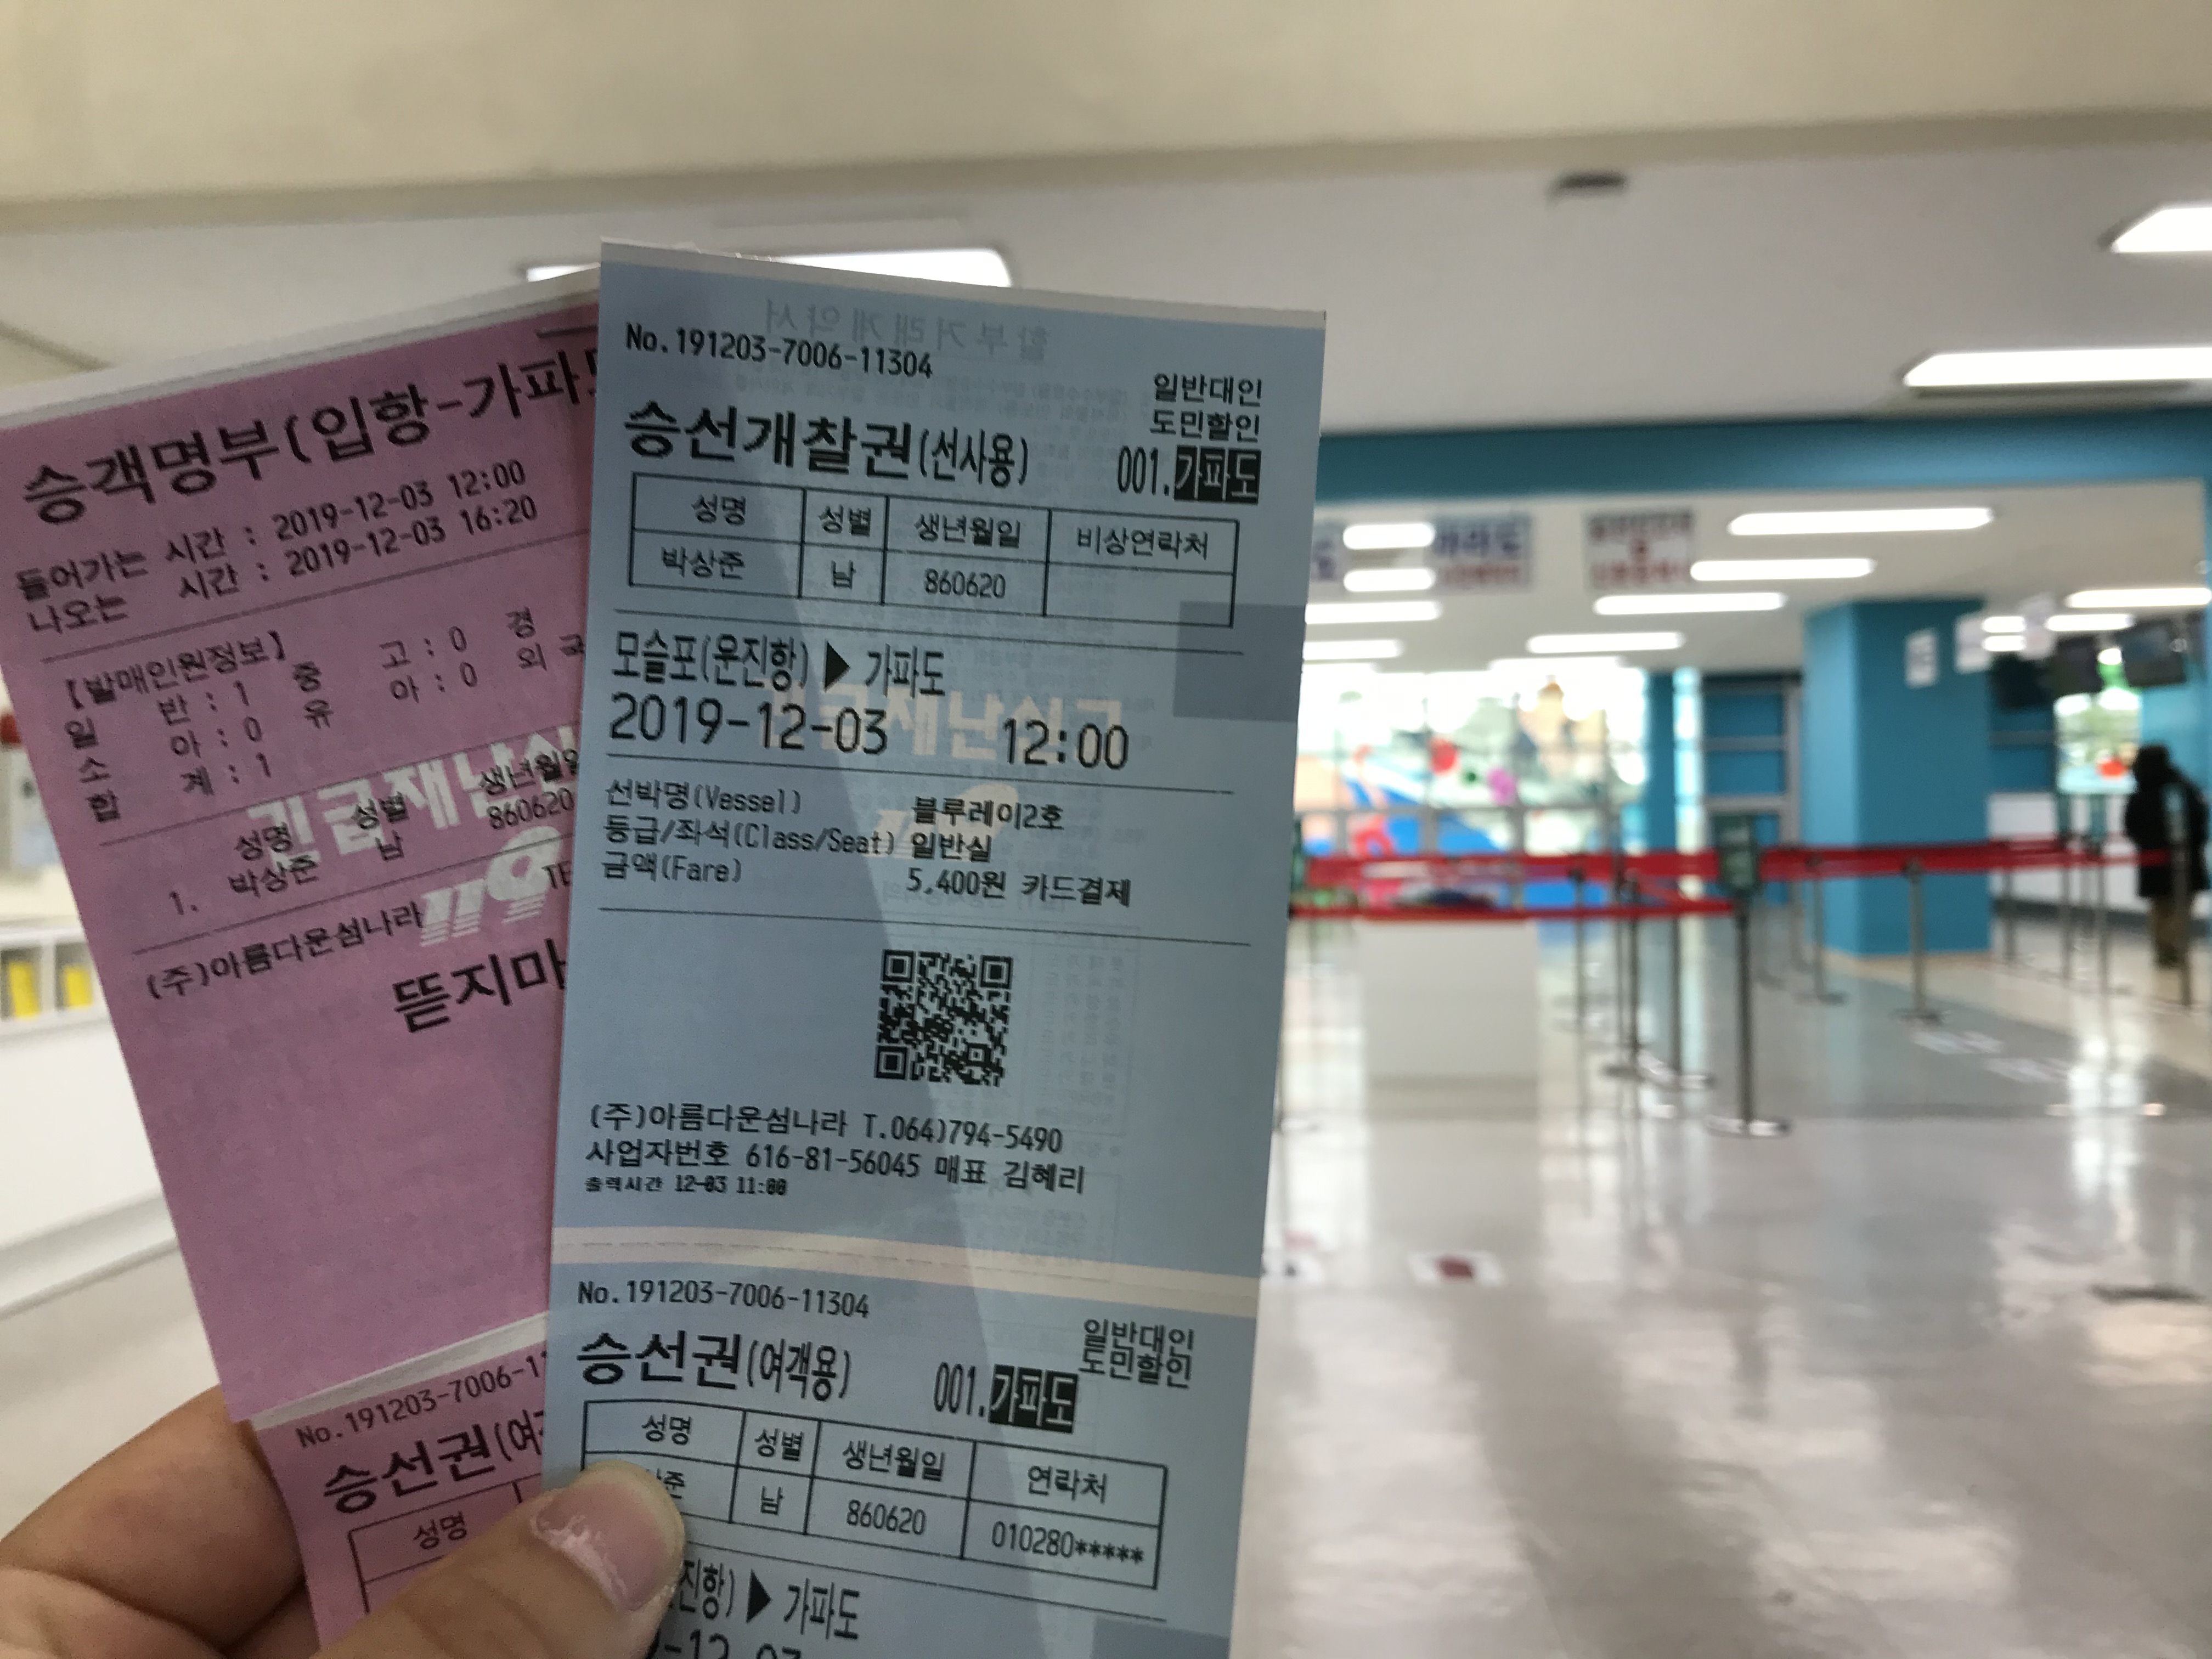 승객명부(입항-가파
들어가는 시간 : 2019-12-03 12:00
나오는 시간 : 2019-12-03 16:20
【발매인원정보】
일 반 : 1 중 고 : 0 경
소 아 : 0 유 아 : 0 외 국
합 계 : 1
성명 성별 생년월일
1. 박상준 남 860620
긴급재난신
119
(주)아름다운섬나라 TE
뜯지마
No.191203-7006-1
승선권(여
성명
No.191203-7006-11304
일반대인
도민할인
승선개찰권(선사용) 001.가파도
성명 성별 생년월일 비상연락처
박상준 남 860620
모슬포(운진항) ▶ 가파도
2019-12-03 12:00
선박명(Vessel) 블루레이2호
등급/좌석(Class/Seat) 일반실
금액(Fare) 5,400원 카드결제
(주)아름다운섬나라 T.064)794-5490
사업자번호 616-81-56045 매표 김혜리
출력시간 12-03 11:00
No.191203-7006-11304
일반대인
도민할인
승선권(여객용) 001.가파도
성명 성별 생년월일 연락처
준 남 860620 010280*****
진항) ▶ 가파도